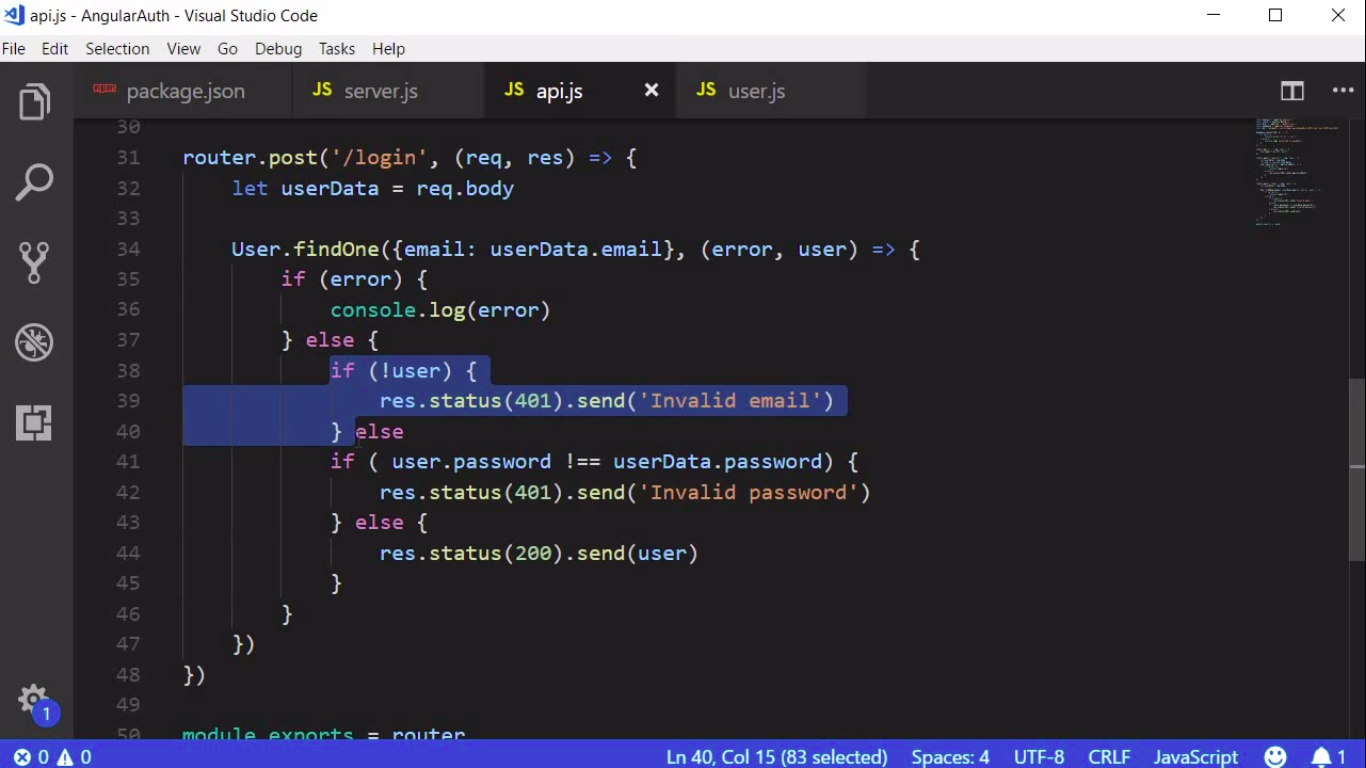 api.js - AngularAuth - Visual Studio Code
File Edit Selection View Go Debug Tasks Help
npm package.json JS server.js JS api.js JS user.js
30
31 router.post('/login', (req, res) => {
32 let userData = req.body
33
34 User.findOne({email: userData.email}, (error, user) => {
35 if (error) {
36 console.log(error)
37 } else {
38 if (!user) {
39 res.status(401).send('Invalid email')
40 } else
41 if ( user.password !== userData.password) {
42 res.status(401).send('Invalid password')
43 } else {
44 res.status(200).send(user)
45 }
46 }
47 })
48 })
49
50 module.exports = router
1
0 0 Ln 40, Col 15 (83 selected) Spaces: 4 UTF-8 CRLF JavaScript 1